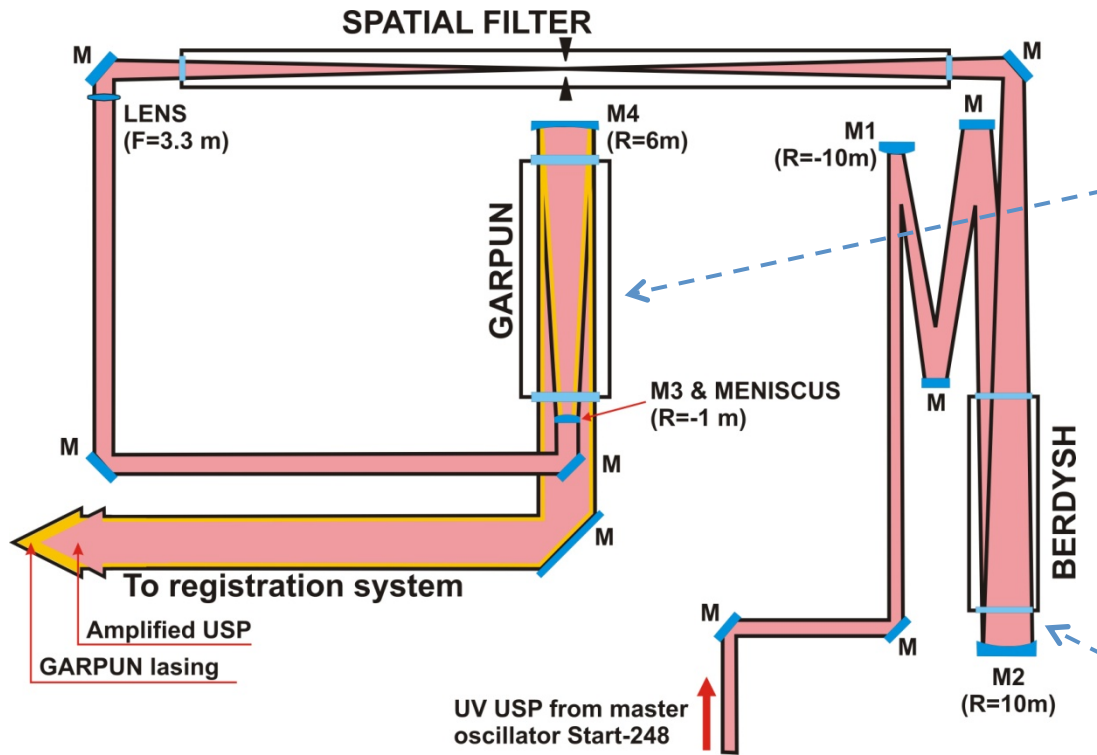 SPATIAL FILTER
M
M
LENS
(F=3.3 m)
M4
(R=6m)
M1
(R=-10m)
M
GARPUN
M3 & MENISCUS
(R=-1 m)
M
BERDYSH
M
M
M
To registration system
Amplified USP
GARPUN lasing
M
M
M2
(R=10m)
UV USP from master
oscillator Start-248